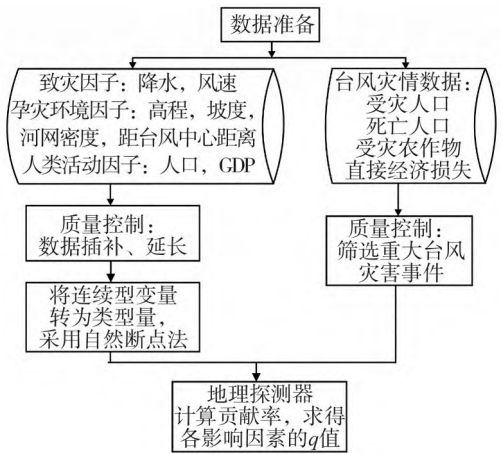 数据准备
致灾因子：降水，风速
孕灾环境因子：高程，坡度，
河网密度，距台风中心距离
人类活动因子：人口，GDP
台风灾情数据：
受灾人口
死亡人口
受灾农作物
直接经济损失
质量控制：
数据插补、延长
质量控制：
筛选重大台风
灾害事件
将连续型变量
转为类型量，
采用自然断点法
地理探测器
计算贡献率，求得
各影响因素的q值